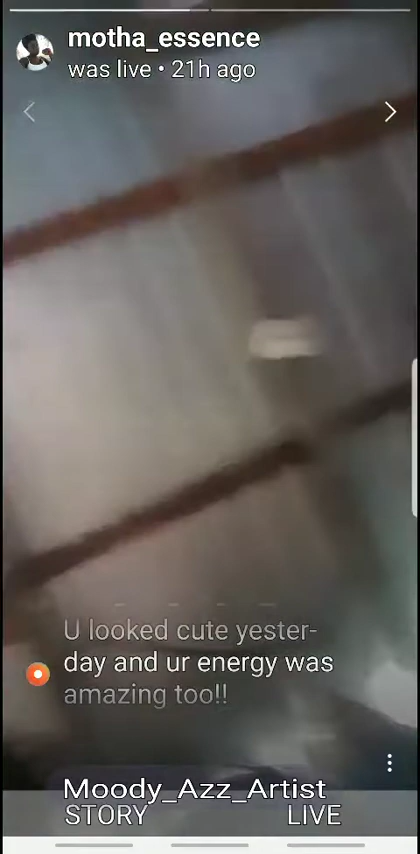 motha_essence
was live • 21h ago
U looked cute yester-
day and ur energy was
amazing too!!
Moody_Azz_Artist
STORY LIVE